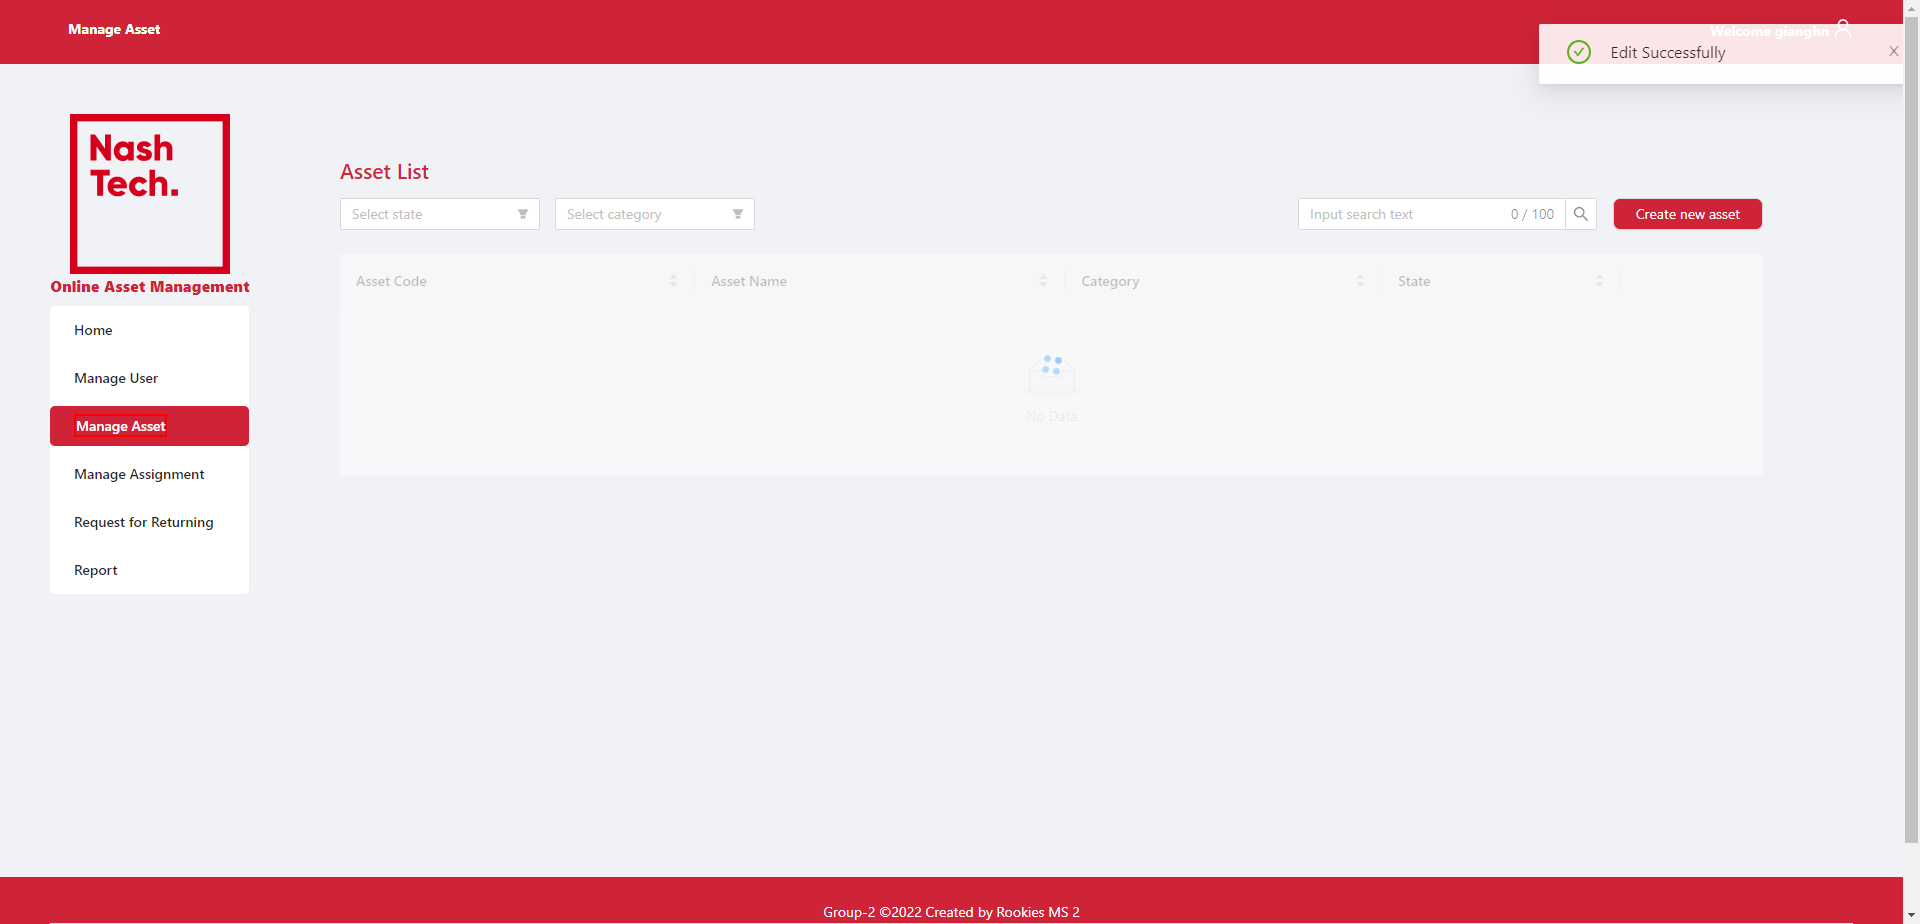 Manage Asset
Welcome gianghn
Edit Successfully
X
Nash
Tech.
Online Asset Management
Home
Manage User
Manage Asset
Manage Assignment
Request for Returning
Report
Asset List
Select state
Select category
Input search text 0 / 100
Create new asset
Asset Code Asset Name Category State
No Data
Group-2 ©2022 Created by Rookies MS 2